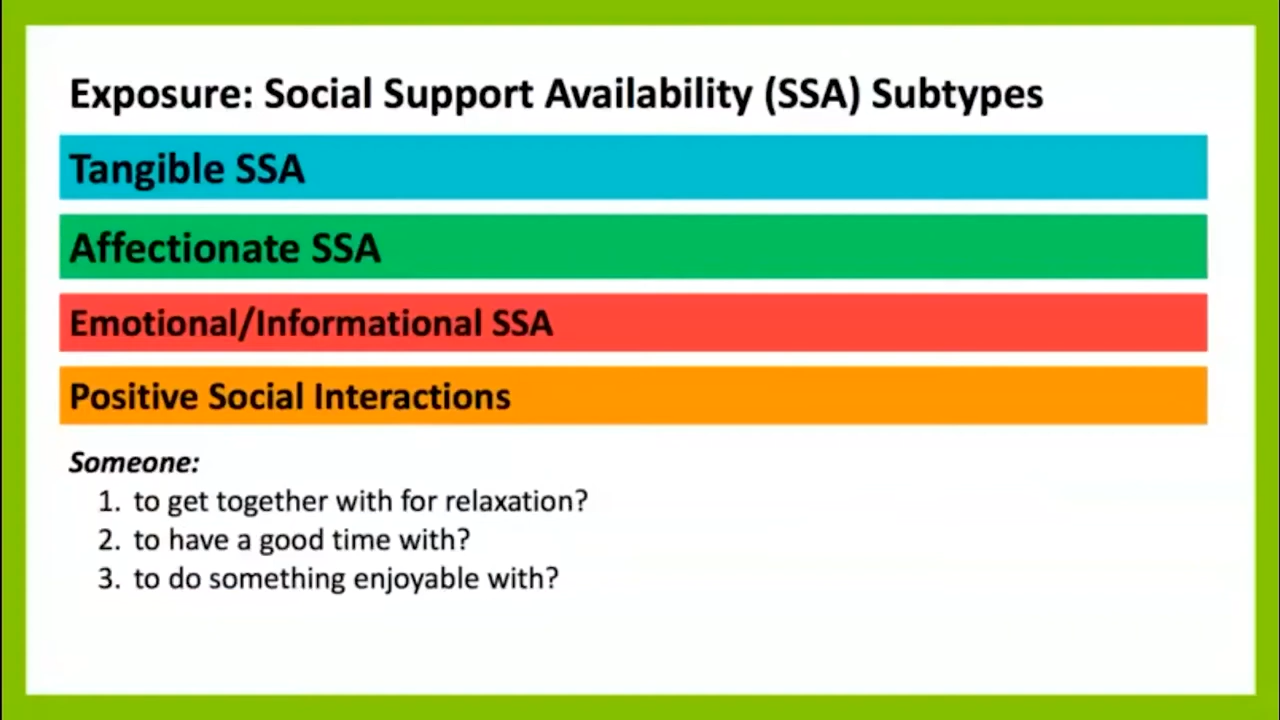 Exposure: Social Support Availability (SSA) Subtypes
Tangible SSA
Affectionate SSA
Emotional/Informational SSA
Positive Social Interactions
Someone:
1. to get together with for relaxation?
2. to have a good time with?
3. to do something enjoyable with?